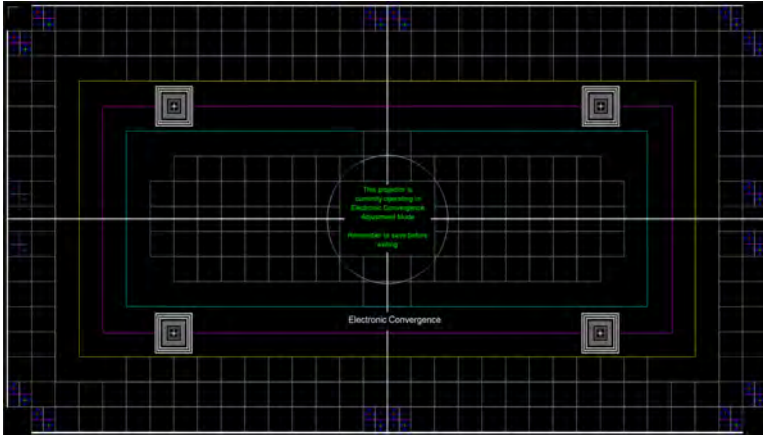 This projector is
currently operating in
Electronic Convergence
Adjustment Mode
Remember to save before
exiting
Electronic Convergence